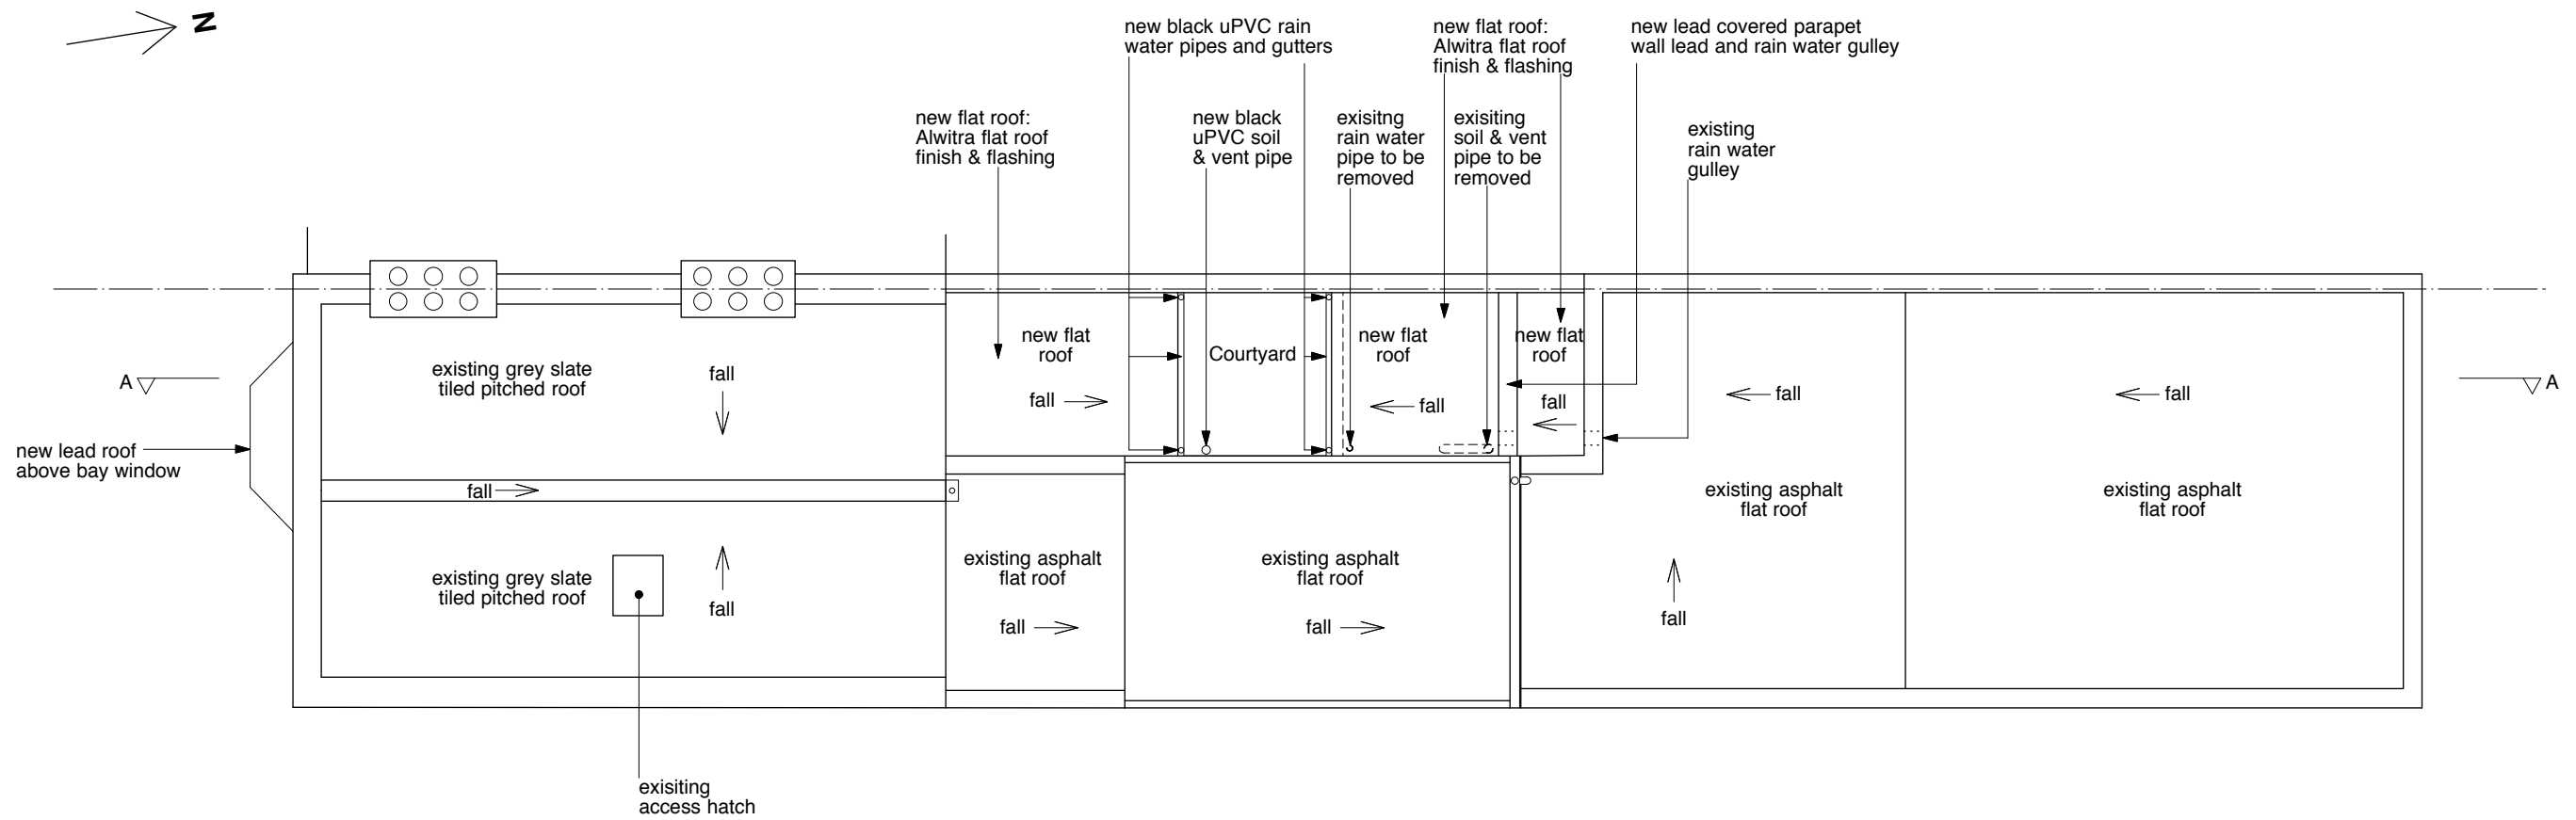 N
new black uPVC rain
water pipes and gutters
new flat roof:
Alwitra flat roof
finish & flashing
new lead covered parapet
wall lead and rain water gulley
new flat roof:
Alwitra flat roof
finish & flashing
new black
uPVC soil
& vent pipe
exisitng
rain water
pipe to be
removed
exisiting
soil & vent
pipe to be
removed
existing
rain water
gulley
A
new lead roof
above bay window
existing grey slate
tiled pitched roof
fall
fall
existing grey slate
tiled pitched roof
fall
exisiting
access hatch
new flat
roof
fall
Courtyard
new flat
roof
fall
new flat
roof
fall
existing asphalt
flat roof
fall
existing asphalt
flat roof
fall
fall
existing asphalt
flat roof
fall
fall
existing asphalt
flat roof
A